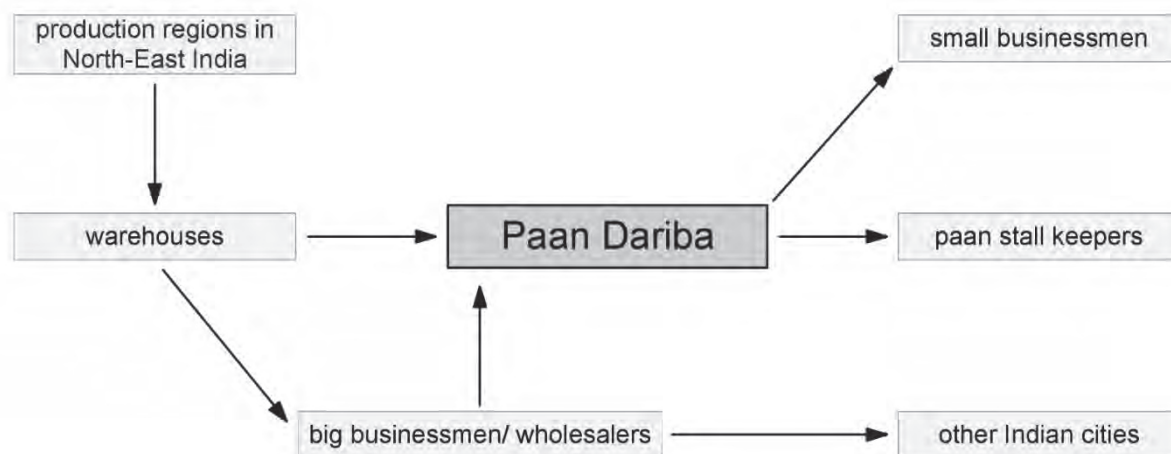 production regions in
North-East India
small businessmen
warehouses
Paan Dariba
paan stall keepers
big businessmen/ wholesalers
other Indian cities